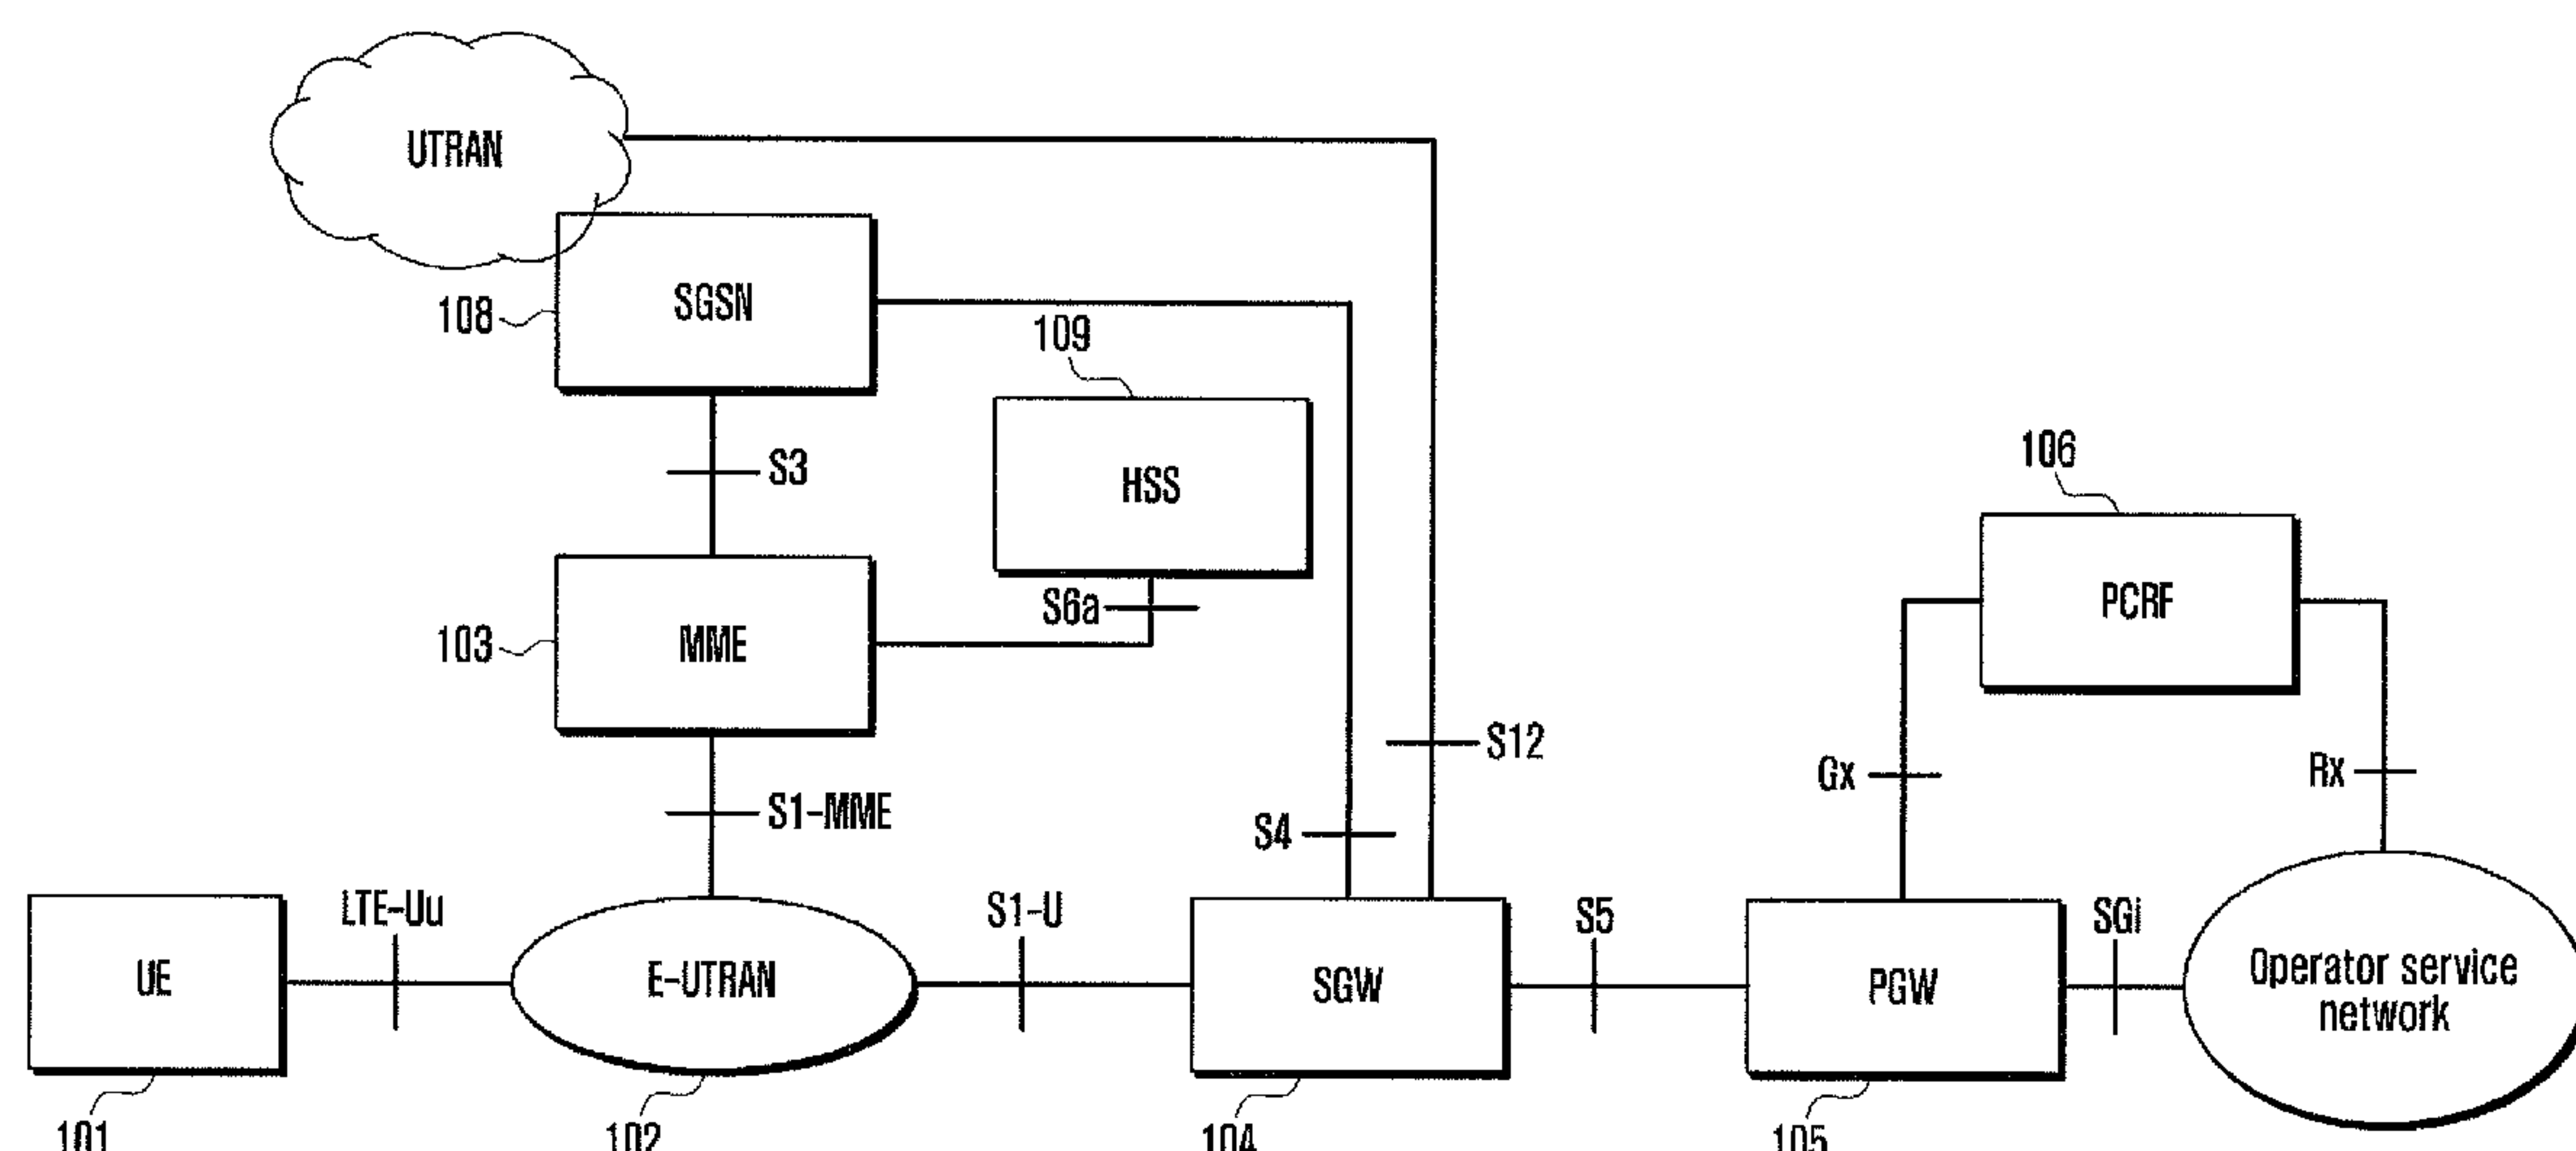 UTRAN
SGSN
108
109
S3
HSS
106
S6a
PCRF
103
MME
S12
Gx
Rx
S1-MME
S4
LTE-Uu
S1-U
S5
SGi
UE
E-UTRAN
SGW
PGW
Operator service
network
101
102
104
105